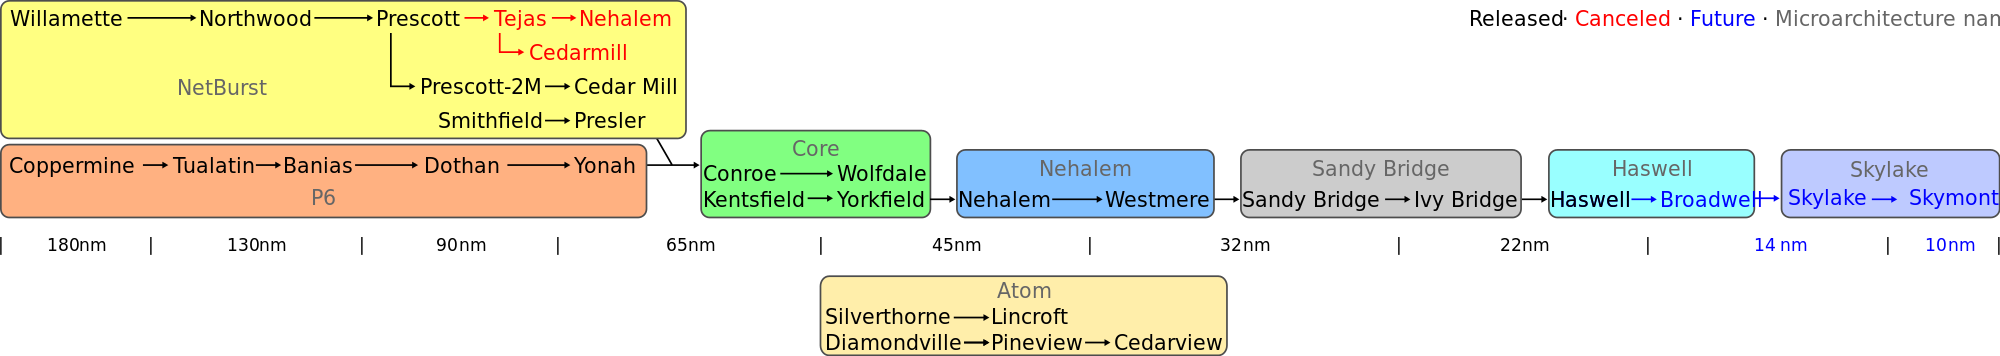 Willamette Northwood Prescott Tejas Nehalem
Released · Canceled · Future · Microarchitecture nan
Cedarmill
NetBurst
Prescott-2M Cedar Mill
Smithfield Presler
Coppermine Tualatin Banias Dothan Yonah
P6
Core
Conroe Wolfdale
Kentsfield Yorkfield
Nehalem
Nehalem Westmere
Sandy Bridge
Sandy Bridge Ivy Bridge
Haswell
Haswell Broadwell
Skylake
Skylake Skymont
| 180nm | 130nm | 90nm | 65nm | 45nm | 32nm | 22nm | 14 nm | 10nm |
Atom
Silverthorne Lincroft
Diamondville Pineview Cedarview